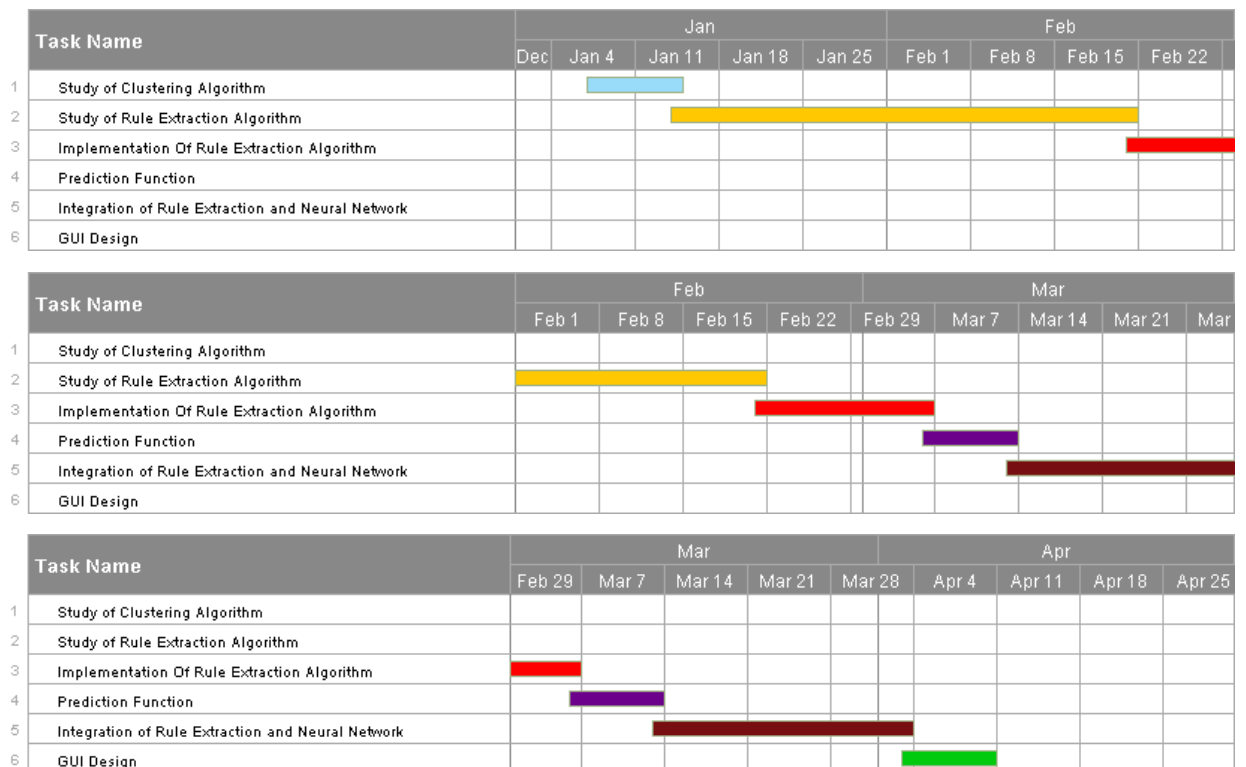 Task Name
Jan Feb
Dec Jan 4 Jan 11 Jan 18 Jan 25 Feb 1 Feb 8 Feb 15 Feb 22
1 Study of Clustering Algorithm
2 Study of Rule Extraction Algorithm
3 Implementation Of Rule Extraction Algorithm
4 Prediction Function
5 Integration of Rule Extraction and Neural Network
6 GUI Design
Task Name
Feb Mar
Feb 1 Feb 8 Feb 15 Feb 22 Feb 29 Mar 7 Mar 14 Mar 21 Mar
1 Study of Clustering Algorithm
2 Study of Rule Extraction Algorithm
3 Implementation Of Rule Extraction Algorithm
4 Prediction Function
5 Integration of Rule Extraction and Neural Network
6 GUI Design
Task Name
Mar Apr
Feb 29 Mar 7 Mar 14 Mar 21 Mar 28 Apr 4 Apr 11 Apr 18 Apr 25
1 Study of Clustering Algorithm
2 Study of Rule Extraction Algorithm
3 Implementation Of Rule Extraction Algorithm
4 Prediction Function
5 Integration of Rule Extraction and Neural Network
6 GUI Design